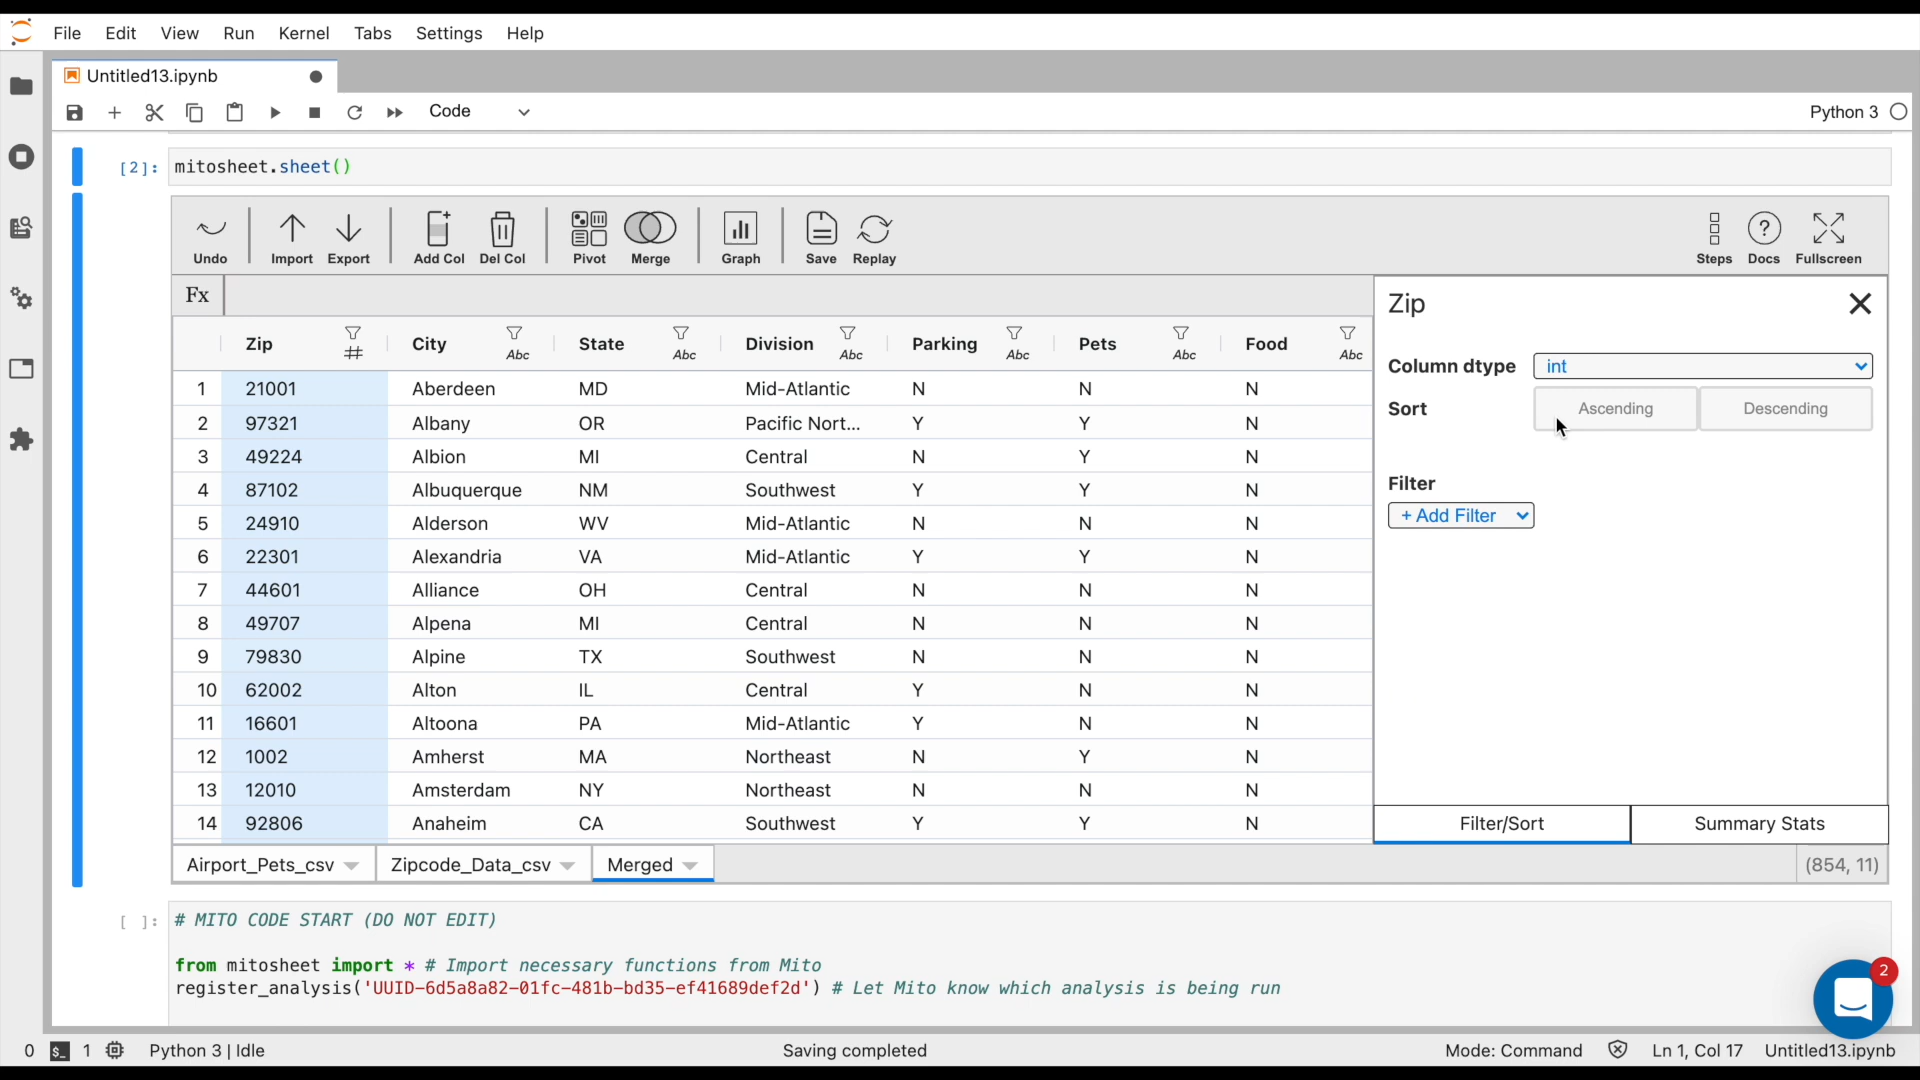 File Edit View Run Kernel Tabs Settings Help
Untitled13.ipynb
Code Python 3
[2]: mitosheet.sheet()
Undo Import Export Add Col Del Col Pivot Merge Graph Save Replay Steps Docs Fullscreen
Fx
Zip
Zip # City Abc State Abc Division Abc Parking Abc Pets Abc Food Abc
1 21001 Aberdeen MD Mid-Atlantic N N N
2 97321 Albany OR Pacific Nort... Y Y N
3 49224 Albion MI Central N Y N
4 87102 Albuquerque NM Southwest Y Y N
5 24910 Alderson WV Mid-Atlantic N N N
6 22301 Alexandria VA Mid-Atlantic Y Y N
7 44601 Alliance OH Central N N N
8 49707 Alpena MI Central N N N
9 79830 Alpine TX Southwest N N N
10 62002 Alton IL Central Y N N
11 16601 Altoona PA Mid-Atlantic Y N N
12 1002 Amherst MA Northeast N Y N
13 12010 Amsterdam NY Northeast N N N
14 92806 Anaheim CA Southwest Y Y N
Column dtype int
Sort Ascending Descending
Filter
+ Add Filter
Filter/Sort Summary Stats
Airport_Pets_csv Zipcode_Data_csv Merged (854, 11)
[ ]: # MITO CODE START (DO NOT EDIT)
from mitosheet import * # Import necessary functions from Mito
register_analysis('UUID-6d5a8a82-01fc-481b-bd35-ef41689def2d') # Let Mito know which analysis is being run
2
0 $_ 1 Python 3 | Idle Saving completed Mode: Command Ln 1, Col 17 Untitled13.ipynb